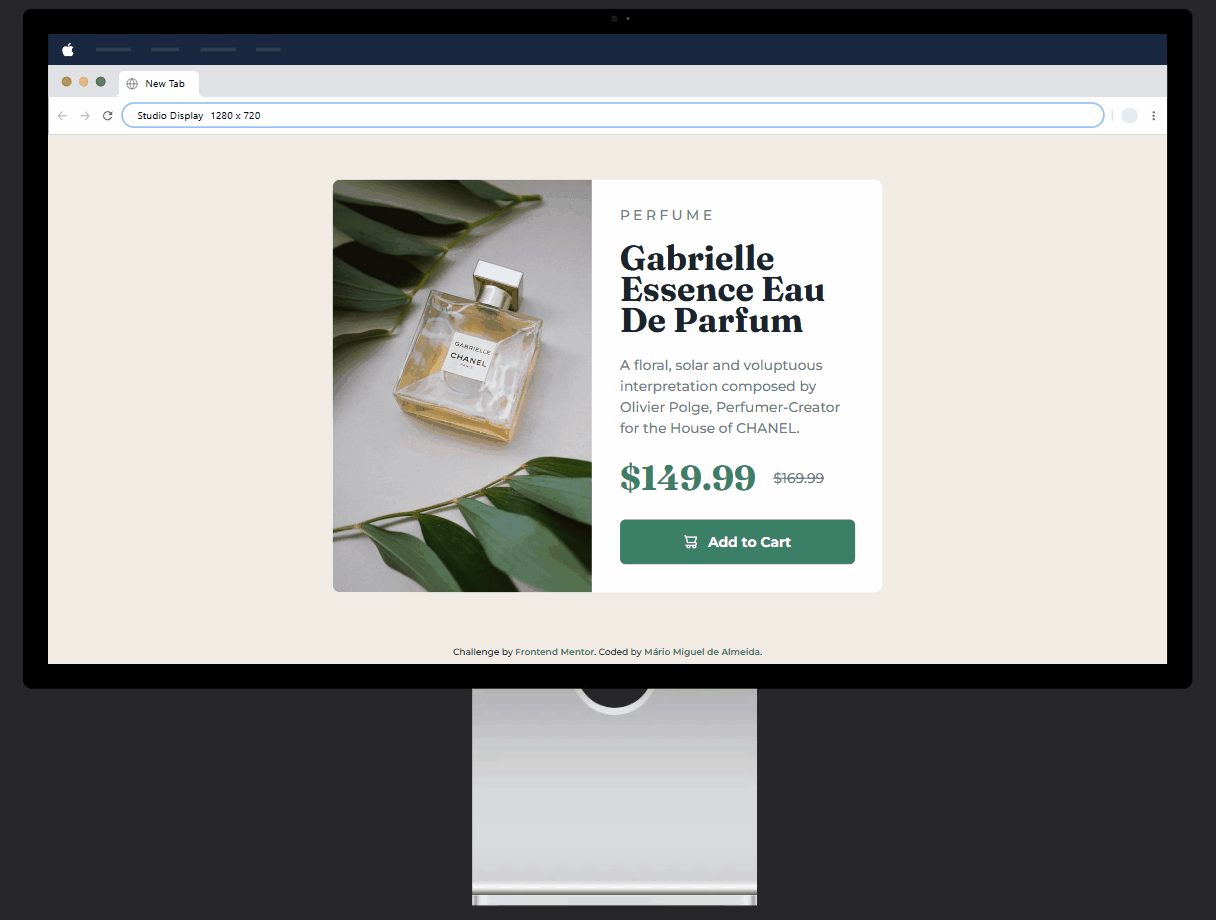 New Tab
Studio Display 1280 x 720
PERFUME
Gabrielle
Essence Eau
De Parfum
A floral, solar and voluptuous
interpretation composed by
Olivier Polge, Perfumer-Creator
for the House of CHANEL.
$149.99 $169.99
Add to Cart
GABRIELLE
CHANEL
PARIS
Challenge by Frontend Mentor. Coded by Mário Miguel de Almeida.